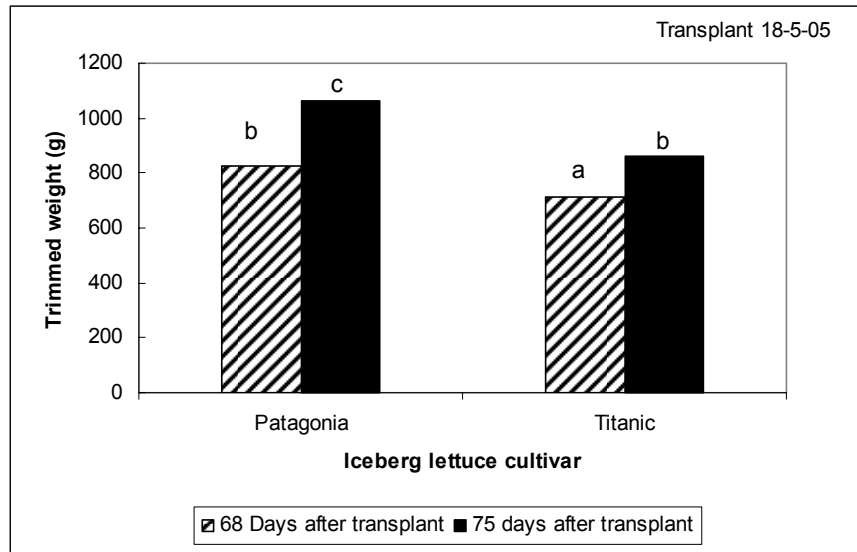 Transplant 18-5-05
1200
1000
800
600
400
200
0
Trimmed weight (g)
b
c
a
b
Patagonia
Titanic
Iceberg lettuce cultivar
68 Days after transplant
75 days after transplant